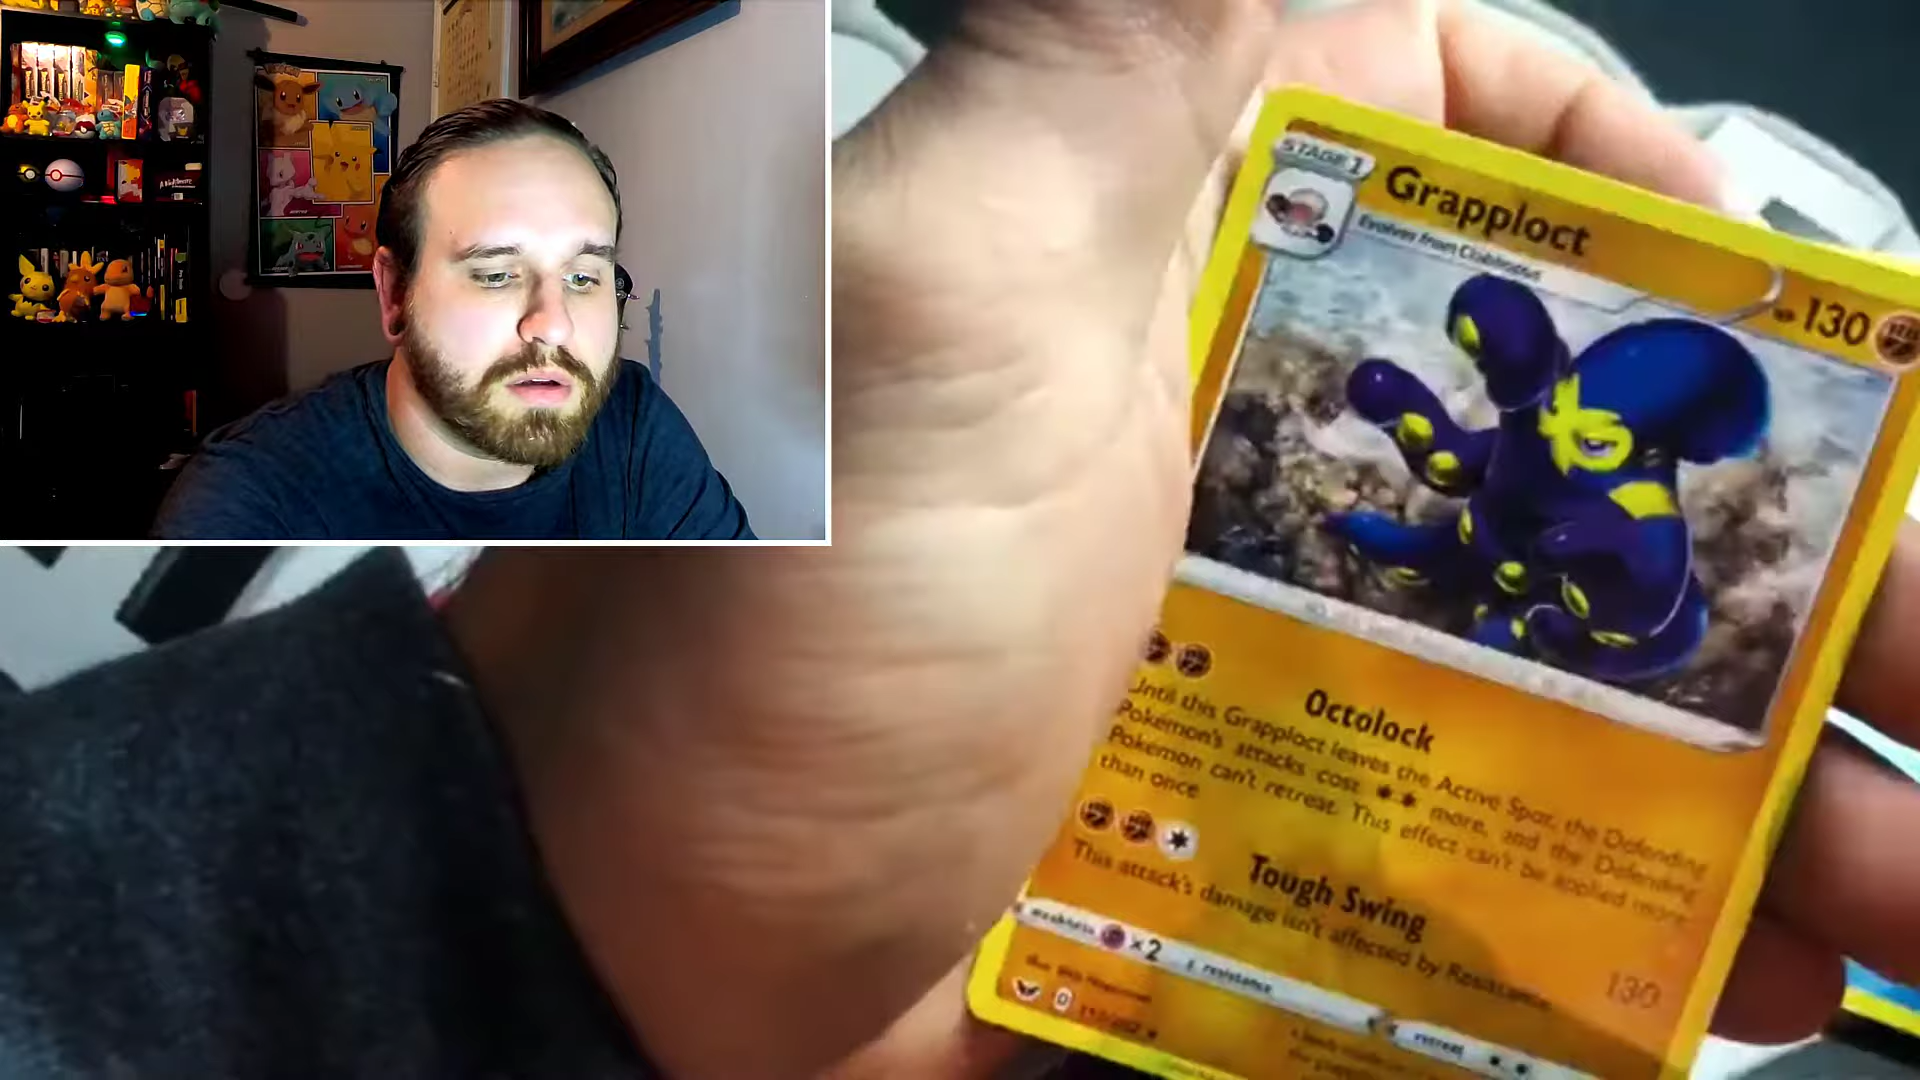 STAGE 1
Grapploct
Evolves from Clobbopus
130
Octolock
Until this Grapploct leaves the Active Spot, the Defending
Pokémon's attacks cost more, and the Defending
Pokémon can't retreat. This effect can't be applied more
than once
Tough Swing
130
This attack's damage isn't affected by Resistance
weakness ×2 resistance
retreat